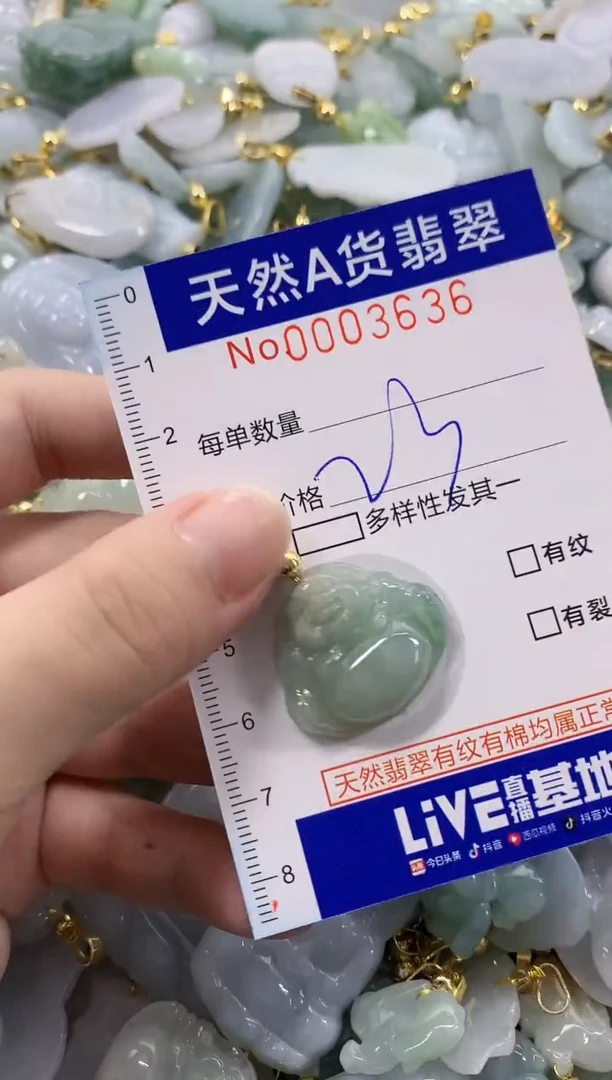 天然A货翡翠
No0003636
0
1
2
每单数量
价格
多样性发其一
有纹
有裂
5
6
7
8
天然翡翠有纹有棉均属正常
LiVE直播基地
今日头条 抖音 西瓜视频 抖音火